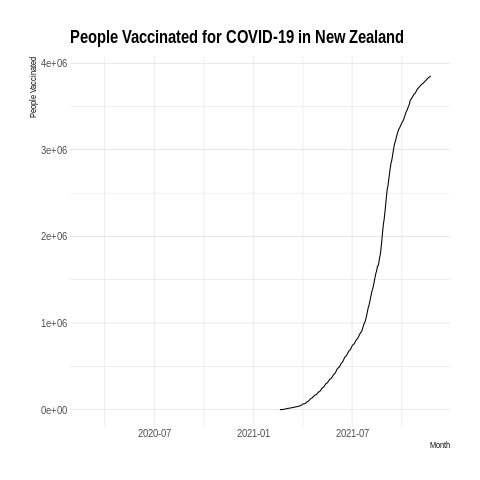 People Vaccinated for COVID-19 in New Zealand
People Vaccinated
4e+06
3e+06
2e+06
1e+06
0e+00
2020-07 2021-01 2021-07
Month